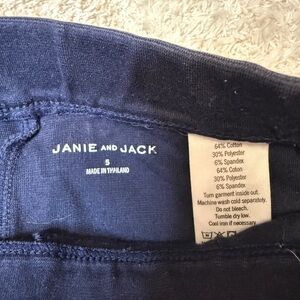 JANIE AND JACK
5
MADE IN THAILAND
64% Cotton
30% Polyester
6% Spandex
64% Coton
30% Polyester
6% Spandex
Turn garment inside out.
Machine wash cold separately.
Do not bleach.
Tumble dry low.
Cool iron if necessary.